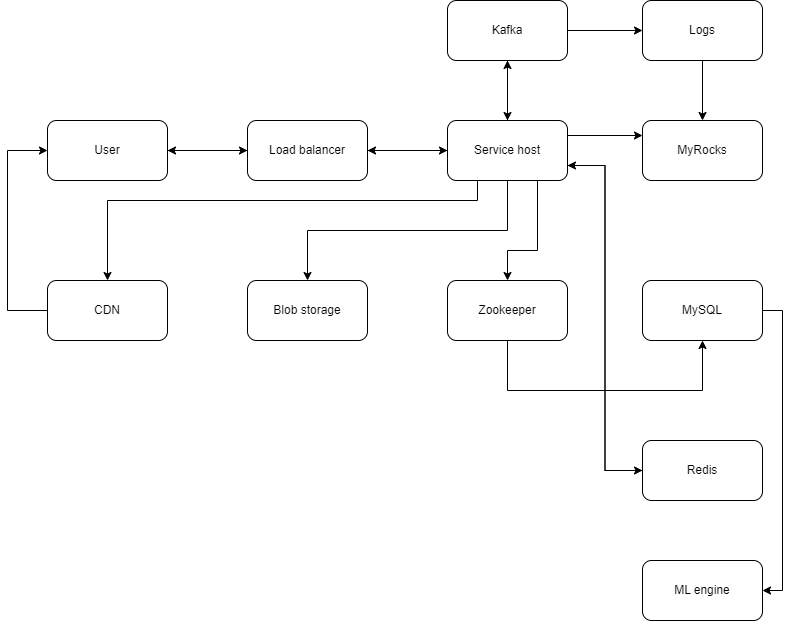 Kafka
Logs
User
Load balancer
Service host
MyRocks
CDN
Blob storage
Zookeeper
MySQL
Redis
ML engine